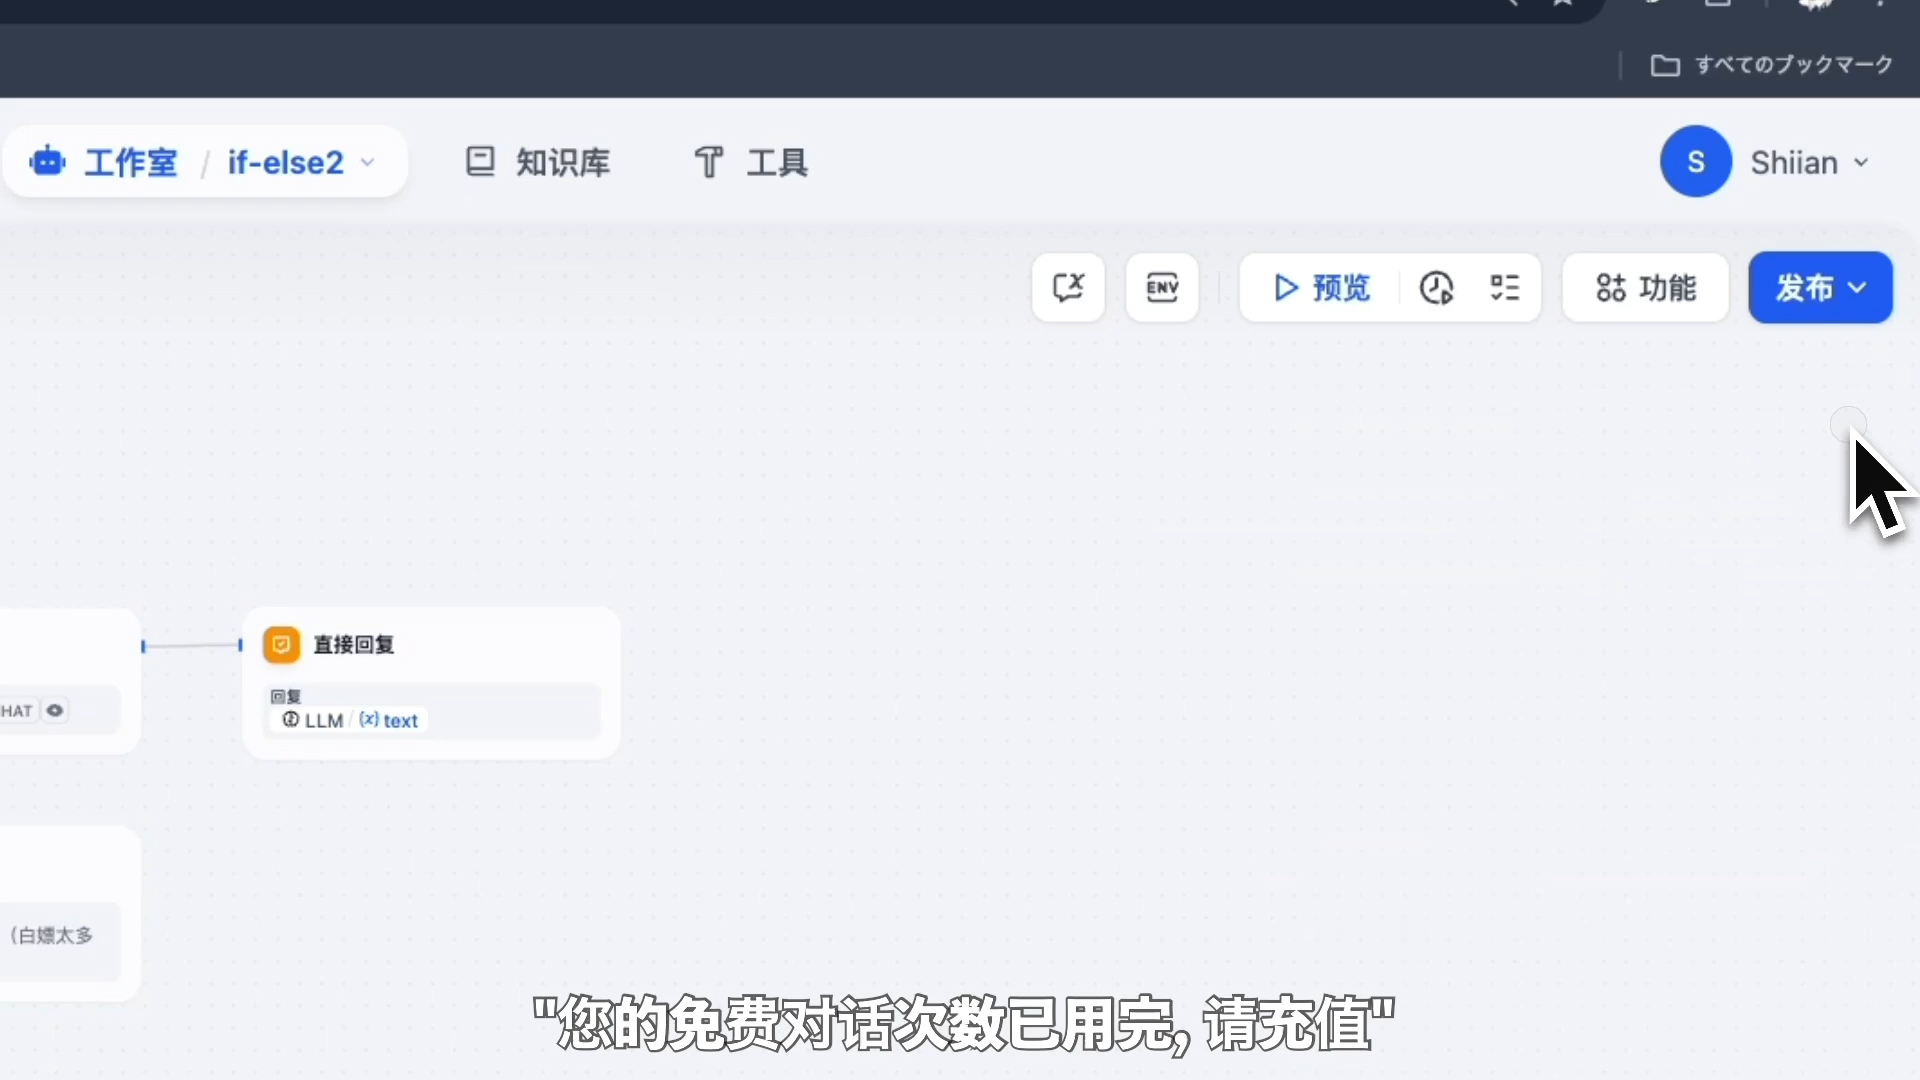 すべてのブックマーク
工作室 / if-else2
知识库
工具
S
Shiian
ENV
预览
功能
发布
直接回复
回复
LLM / {x} text
HAT
(白嫖太多
"您的免费对话次数已用完, 请充值"